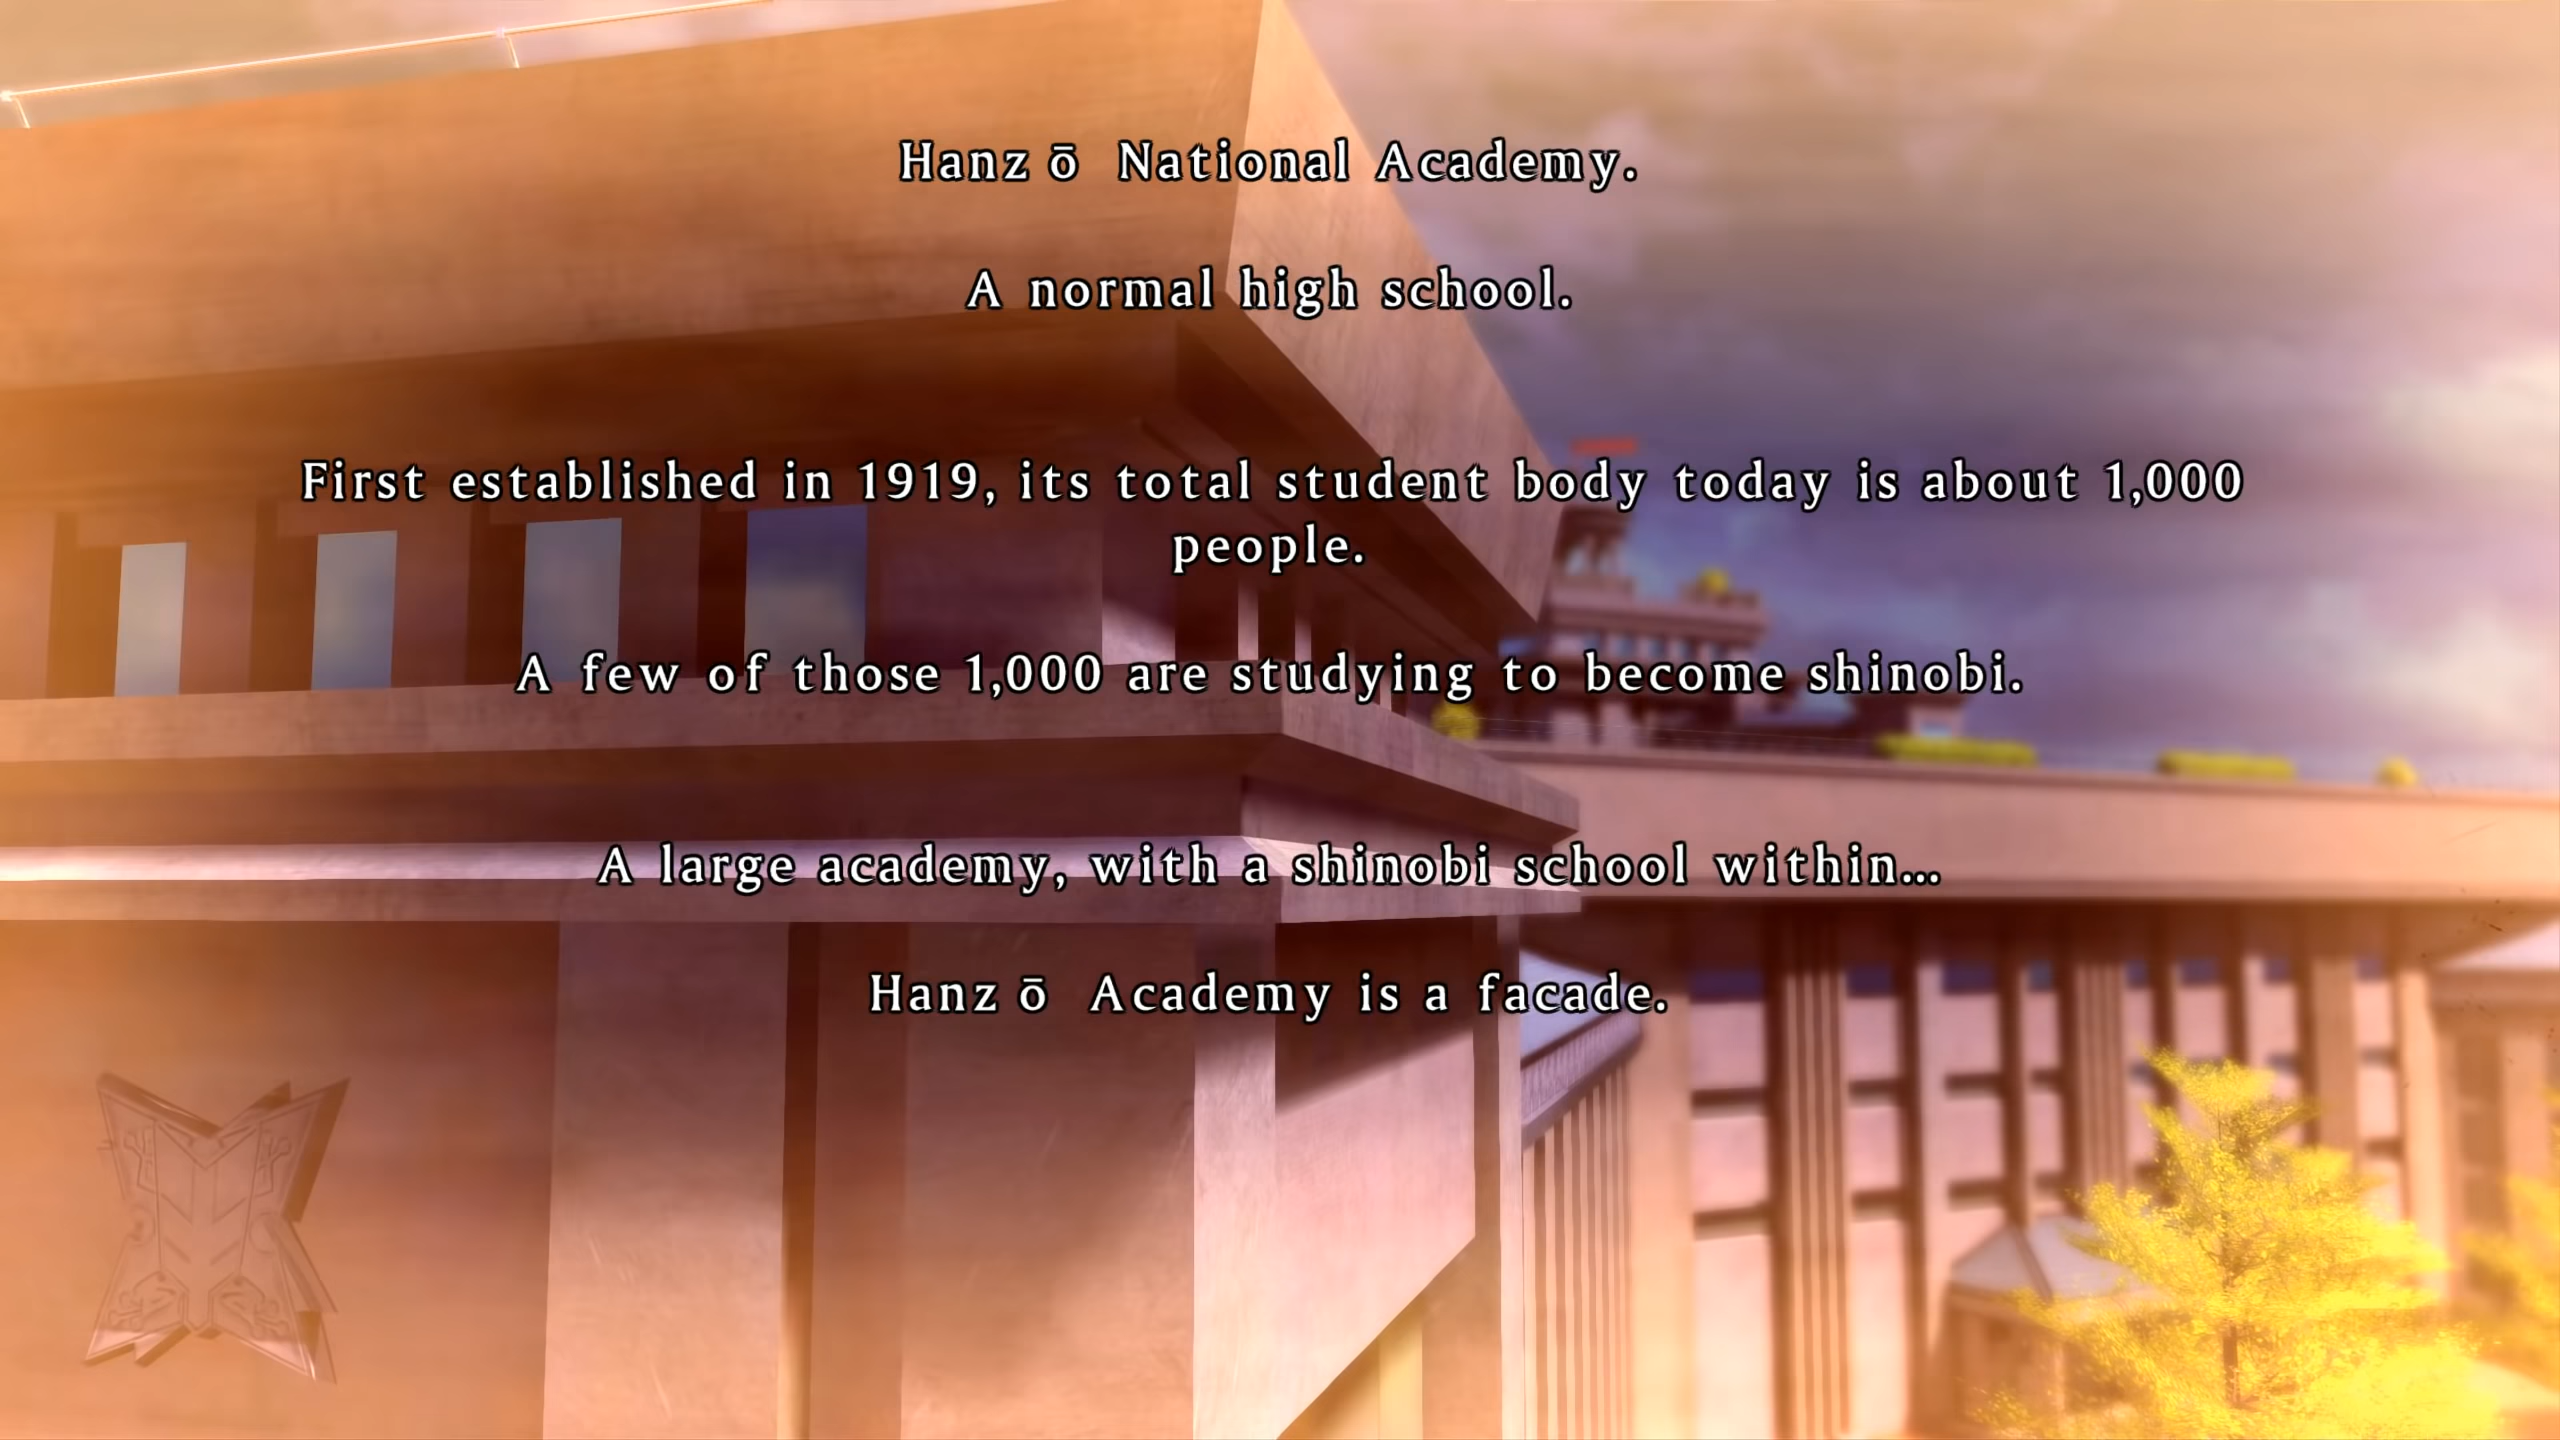 Hanzō National Academy.
A normal high school.
First established in 1919, its total student body today is about 1,000
people.
A few of those 1,000 are studying to become shinobi.
A large academy, with a shinobi school within...
Hanzō Academy is a facade.